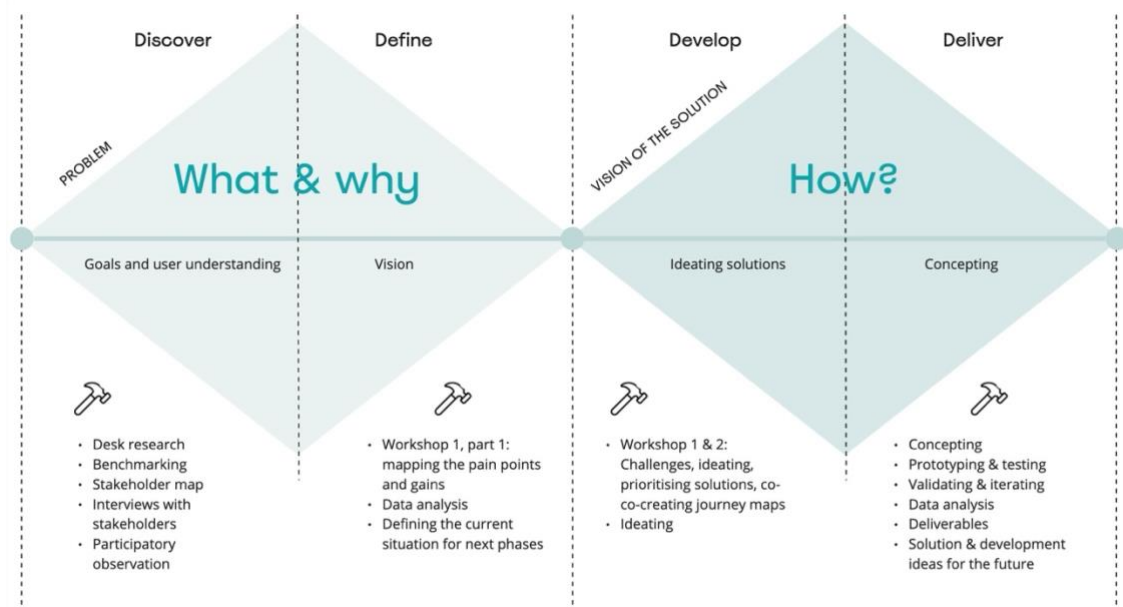 Discover
Define
Develop
Deliver
PROBLEM
What & why
VISION OF THE SOLUTION
How?
Goals and user understanding
Vision
Ideating solutions
Concepting
· Desk research
· Benchmarking
· Stakeholder map
· Interviews with
stakeholders
· Participatory
observation
· Workshop 1, part 1:
mapping the pain points
and gains
· Data analysis
· Defining the current
situation for next phases
· Workshop 1 & 2:
Challenges, ideating,
prioritising solutions, co-
co-creating journey maps
· Ideating
· Concepting
· Prototyping & testing
· Validating & iterating
· Data analysis
· Deliverables
· Solution & development
ideas for the future